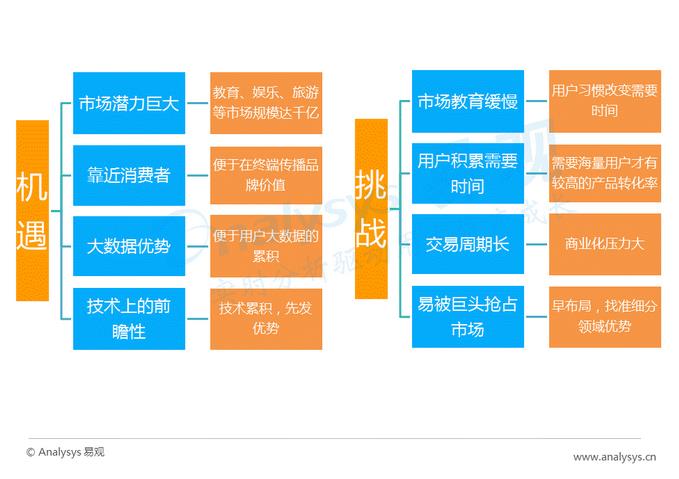 机
遇
市场潜力巨大
教育、娱乐、旅游
等市场规模达千亿
靠近消费者
便于在终端传播品
牌价值
大数据优势
便于用户大数据的
累积
技术上的前
瞻性
技术累积，先发
优势
挑
战
市场教育缓慢
用户习惯改变需要
时间
用户积累需要
时间
需要海量用户才有
较高的产品转化率
交易周期长
商业化压力大
易被巨头抢占
市场
早布局，找准细分
领域优势
© Analysys 易观
www.analysys.cn